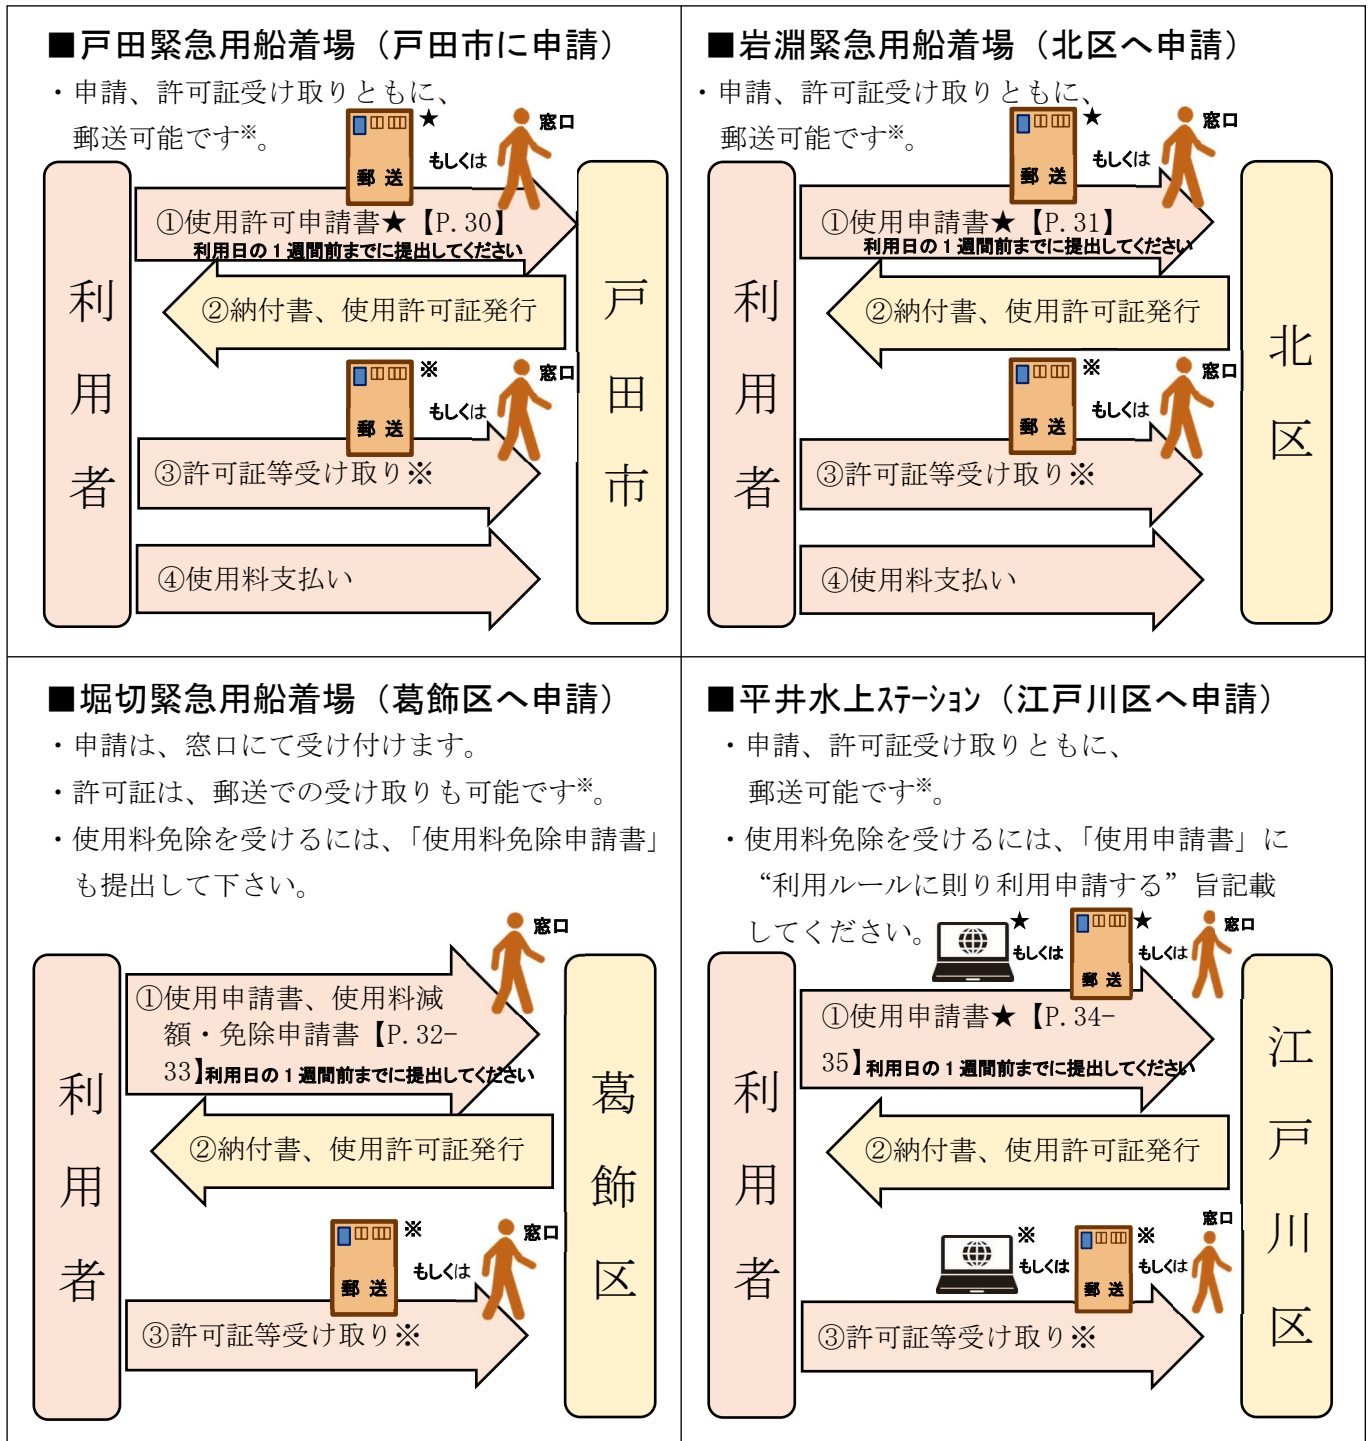 ■戸田緊急用船着場（戸田市に申請）
・申請、許可証受け取りともに、
郵送可能です※。
★
窓口
もしくは
郵 送
①使用許可申請書★【P.30】
利用日の１週間前までに提出してください
②納付書、使用許可証発行
※
窓口
もしくは
郵 送
③許可証等受け取り※
④使用料支払い
利用者
戸田市
■岩淵緊急用船着場（北区へ申請）
・申請、許可証受け取りともに、
郵送可能です※。
★
窓口
もしくは
郵 送
①使用申請書★【P.31】
利用日の１週間前までに提出してください
②納付書、使用許可証発行
※
窓口
もしくは
郵 送
③許可証等受け取り※
④使用料支払い
利用者
北区
■堀切緊急用船着場（葛飾区へ申請）
・申請は、窓口にて受け付けます。
・許可証は、郵送での受け取りも可能です※。
・使用料免除を受けるには、「使用料免除申請書」
も提出して下さい。
窓口
①使用申請書、使用料減
額・免除申請書【P.32-
33】利用日の１週間前までに提出してください
②納付書、使用許可証発行
※
窓口
もしくは
郵 送
③許可証等受け取り※
利用者
葛飾区
■平井水上ｽﾃｰｼｮﾝ（江戸川区へ申請）
・申請、許可証受け取りともに、
郵送可能です※。
・使用料免除を受けるには、「使用申請書」に
“利用ルールに則り利用申請する”旨記載
してください。
★
もしくは
★
もしくは
窓口
郵 送
①使用申請書★【P.34-
35】利用日の１週間前までに提出してください
②納付書、使用許可証発行
※
もしくは
※
もしくは
窓口
郵 送
③許可証等受け取り※
利用者
江戸川区